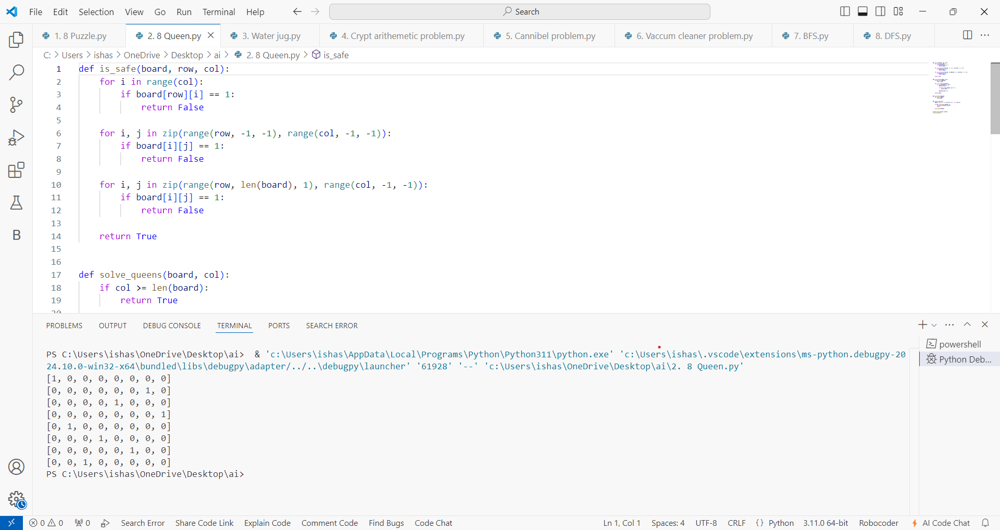 File Edit Selection View Go Run Terminal Help Search
1. 8 Puzzle.py 2. 8 Queen.py 3. Water jug.py 4. Crypt arithemetic problem.py 5. Cannibel problem.py 6. Vaccum cleaner problem.py 7. BFS.py 8. DFS.py
C: > Users > ishas > OneDrive > Desktop > ai > 2. 8 Queen.py > is_safe
1 def is_safe(board, row, col):
2 for i in range(col):
3 if board[row][i] == 1:
4 return False
5
6 for i, j in zip(range(row, -1, -1), range(col, -1, -1)):
7 if board[i][j] == 1:
8 return False
9
10 for i, j in zip(range(row, len(board), 1), range(col, -1, -1)):
11 if board[i][j] == 1:
12 return False
13
14 return True
15
16
17 def solve_queens(board, col):
18 if col >= len(board):
19 return True
20
B
PROBLEMS OUTPUT DEBUG CONSOLE TERMINAL PORTS SEARCH ERROR
powershell
Python Deb...
PS C:\Users\ishas\OneDrive\Desktop\ai> & 'c:\Users\ishas\AppData\Local\Programs\Python\Python311\python.exe' 'c:\Users\ishas\.vscode\extensions\ms-python.debugpy-20
24.10.0-win32-x64\bundled\libs\debugpy\adapter/../..\debugpy\launcher' '61928' '--' 'c:\Users\ishas\OneDrive\Desktop\ai\2. 8 Queen.py'
[1, 0, 0, 0, 0, 0, 0, 0]
[0, 0, 0, 0, 0, 0, 1, 0]
[0, 0, 0, 0, 1, 0, 0, 0]
[0, 0, 0, 0, 0, 0, 0, 1]
[0, 1, 0, 0, 0, 0, 0, 0]
[0, 0, 0, 1, 0, 0, 0, 0]
[0, 0, 0, 0, 0, 1, 0, 0]
[0, 0, 1, 0, 0, 0, 0, 0]
PS C:\Users\ishas\OneDrive\Desktop\ai>
0 0 0 Search Error Share Code Link Explain Code Comment Code Find Bugs Code Chat Ln 1, Col 1 Spaces: 4 UTF-8 CRLF {} Python 3.11.0 64-bit Robocoder AI Code Chat